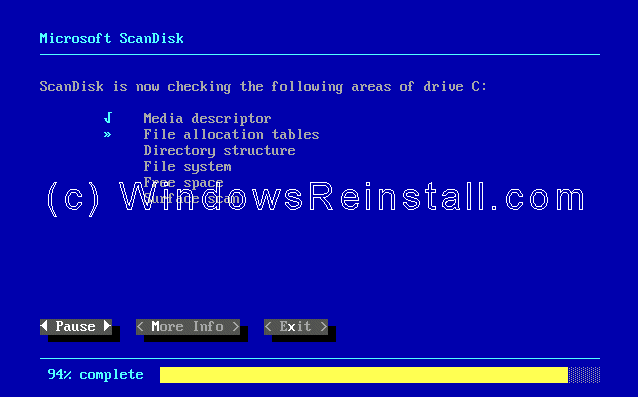 Microsoft ScanDisk
ScanDisk is now checking the following areas of drive C:
√ Media descriptor
» File allocation tables
Directory structure
File system
Free space
(c) WindowsReinstall.com
Surface scan
◄ Pause ► < More Info > < Exit >
94% complete